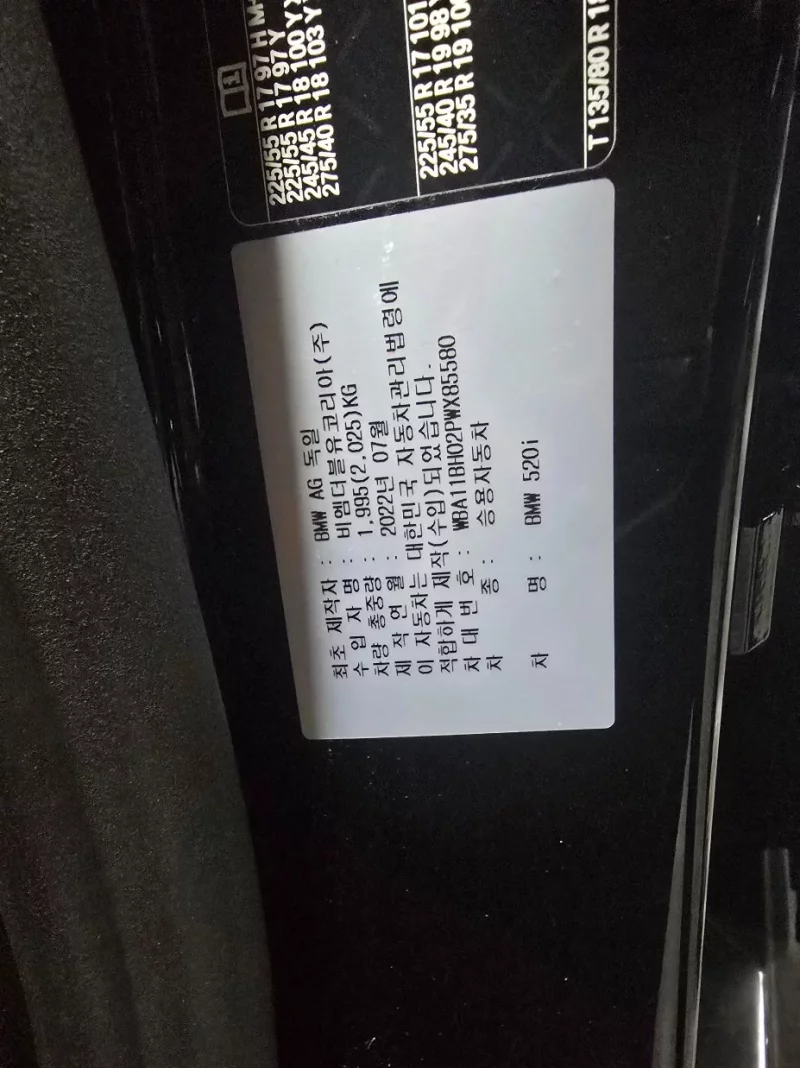 최초 제작자 : BMW AG 독일
수 입 자 명 : 비엠더블유코리아(주)
차량 총중량 : 1,995(2,025)KG
제 작 연 월 : 2022년 07월
이 자동차는 대한민국 자동차관리법령에
적합하게 제작(수입)되었습니다.
차 대 번 호 : WBA11BH02PWX85580
차 종 : 승용자동차
차 명 : BMW 520i
225/55 R 17 97 H M
225/55 R 17 97 Y
245/45 R 18 100 Y
275/40 R 18 103 Y
225/55 R 17 101
245/40 R 19 98
275/35 R 19
T 135/80 R 18